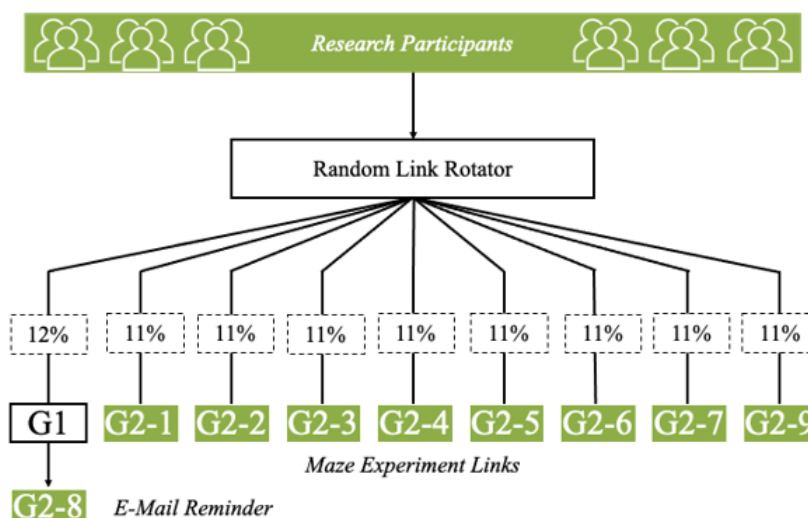 Research Participants
Random Link Rotator
12% 11% 11% 11% 11% 11% 11% 11% 11%
G1 G2-1 G2-2 G2-3 G2-4 G2-5 G2-6 G2-7 G2-9
Maze Experiment Links
G2-8 E-Mail Reminder